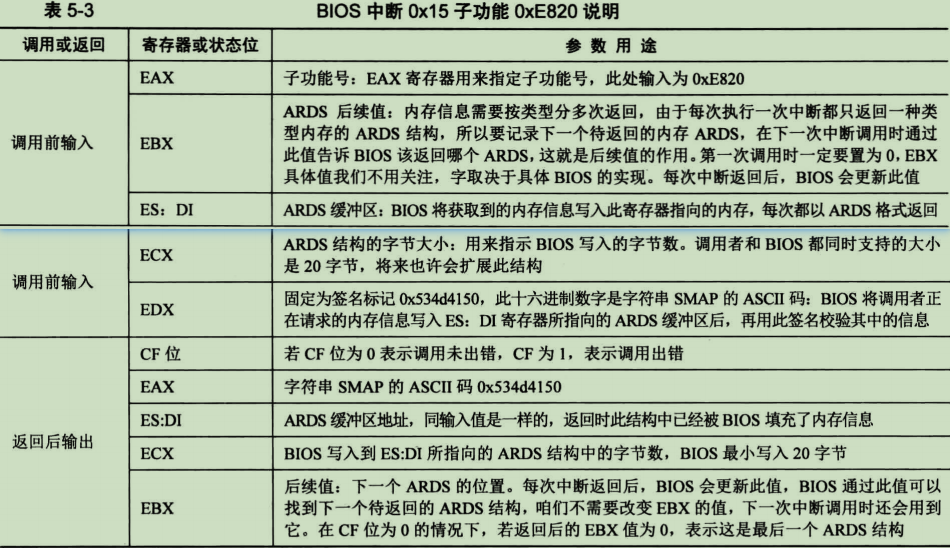 表 5-3 BIOS 中断 0x15 子功能 0xE820 说明
调用或返回 寄存器或状态位 参 数 用 途
调用前输入
EAX
子功能号：EAX 寄存器用来指定子功能号，此处输入为 0xE820
EBX
ARDS 后续值：内存信息需要按类型分多次返回，由于每次执行一次中断都只返回一种类
型内存的 ARDS 结构，所以要记录下一个待返回的内存 ARDS，在下一次中断调用时通过
此值告诉 BIOS 该返回哪个 ARDS，这就是后续值的作用。第一次调用时一定要置为 0，EBX
具体值我们不用关注，字取决于具体 BIOS 的实现。每次中断返回后，BIOS 会更新此值
ES：DI
ARDS 缓冲区：BIOS 将获取到的内存信息写入此寄存器指向的内存，每次都以 ARDS 格式返回
调用前输入
ECX
ARDS 结构的字节大小：用来指示 BIOS 写入的字节数。调用者和 BIOS 都同时支持的大小
是 20 字节，将来也许会扩展此结构
EDX
固定为签名标记 0x534d4150，此十六进制数字是字符串 SMAP 的 ASCII 码：BIOS 将调用者正
在请求的内存信息写入 ES：DI 寄存器所指向的 ARDS 缓冲区后，再用此签名校验其中的信息
返回后输出
CF 位
若 CF 位为 0 表示调用未出错，CF 为 1，表示调用出错
EAX
字符串 SMAP 的 ASCII 码 0x534d4150
ES:DI
ARDS 缓冲区地址，同输入值是一样的，返回时此结构中已经被 BIOS 填充了内存信息
ECX
BIOS 写入到 ES:DI 所指向的 ARDS 结构中的字节数，BIOS 最小写入 20 字节
EBX
后续值：下一个 ARDS 的位置。每次中断返回后，BIOS 会更新此值，BIOS 通过此值可以
找到下一个待返回的 ARDS 结构，咱们不需要改变 EBX 的值，下一次中断调用时还会用到
它。在 CF 位为 0 的情况下，若返回后的 EBX 值为 0，表示这是最后一个 ARDS 结构